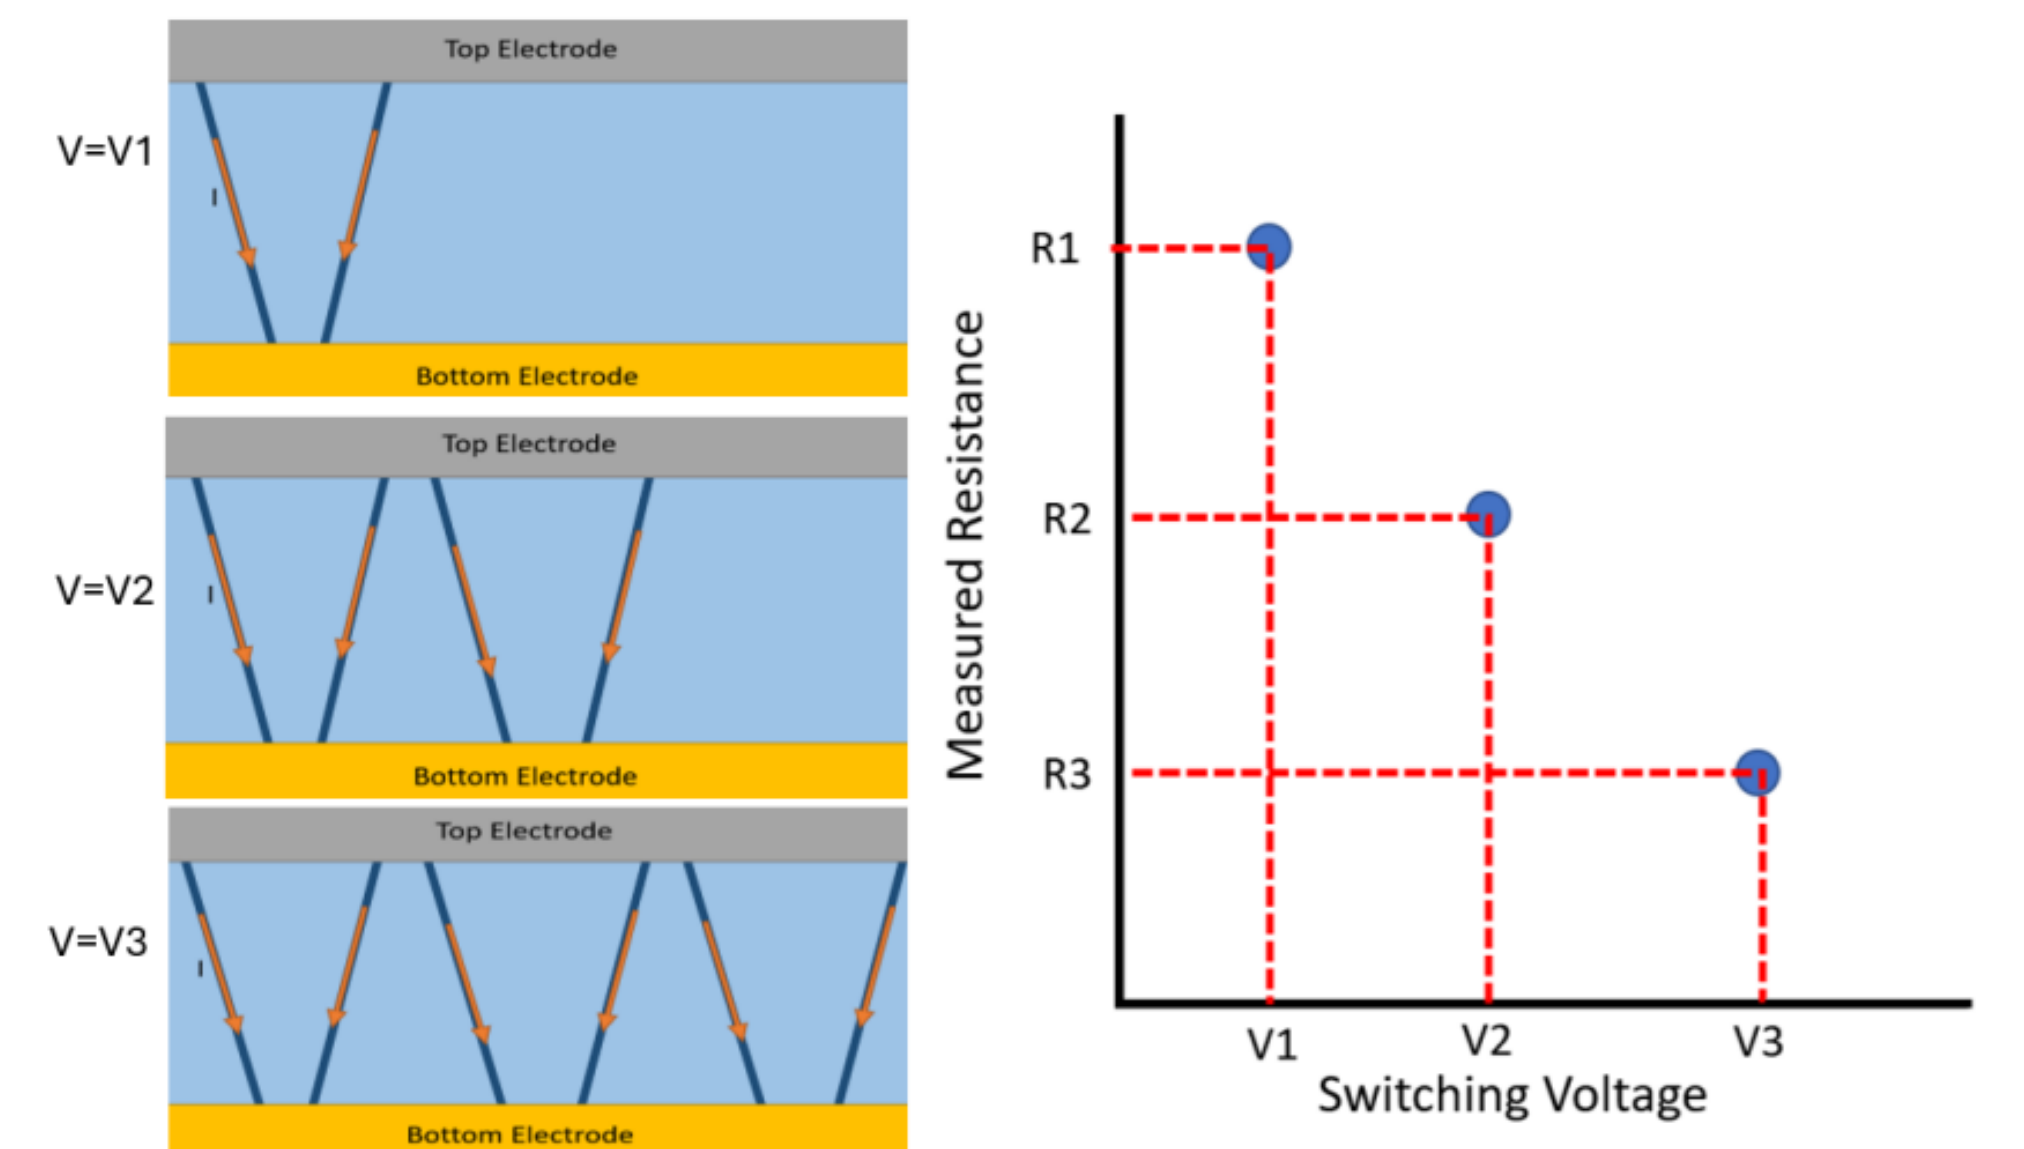 Top Electrode
V=V1
I
Bottom Electrode
Top Electrode
V=V2
I
Bottom Electrode
Top Electrode
V=V3
I
Bottom Electrode
Measured Resistance
R1
R2
R3
V1 V2 V3
Switching Voltage